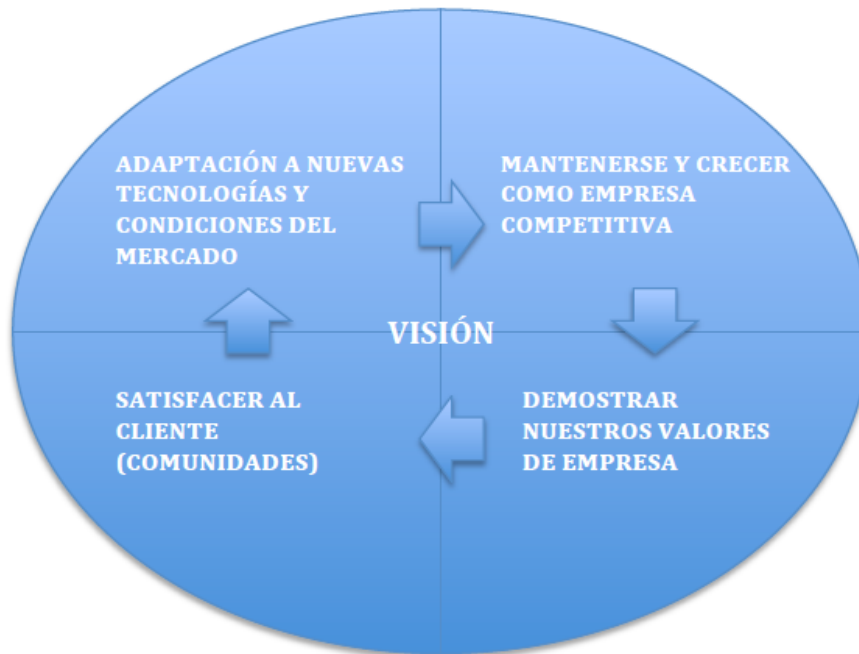 ADAPTACIÓN A NUEVAS
TECNOLOGÍAS Y
CONDICIONES DEL
MERCADO
MANTENERSE Y CRECER
COMO EMPRESA
COMPETITIVA
VISIÓN
SATISFACER AL
CLIENTE
(COMUNIDADES)
DEMOSTRAR
NUESTROS VALORES
DE EMPRESA